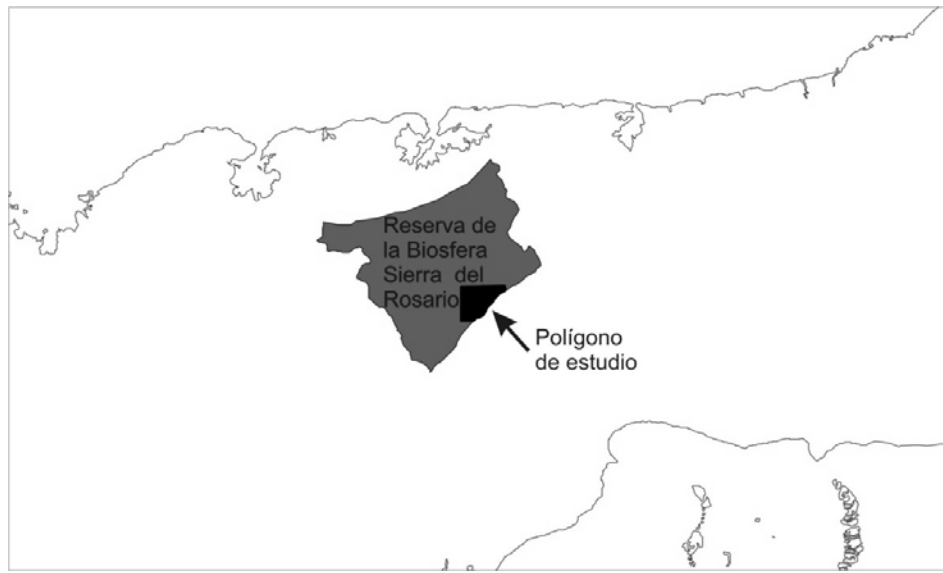 Reserva de
la Biosfera
Sierra del
Rosario
Polígono
de estudio